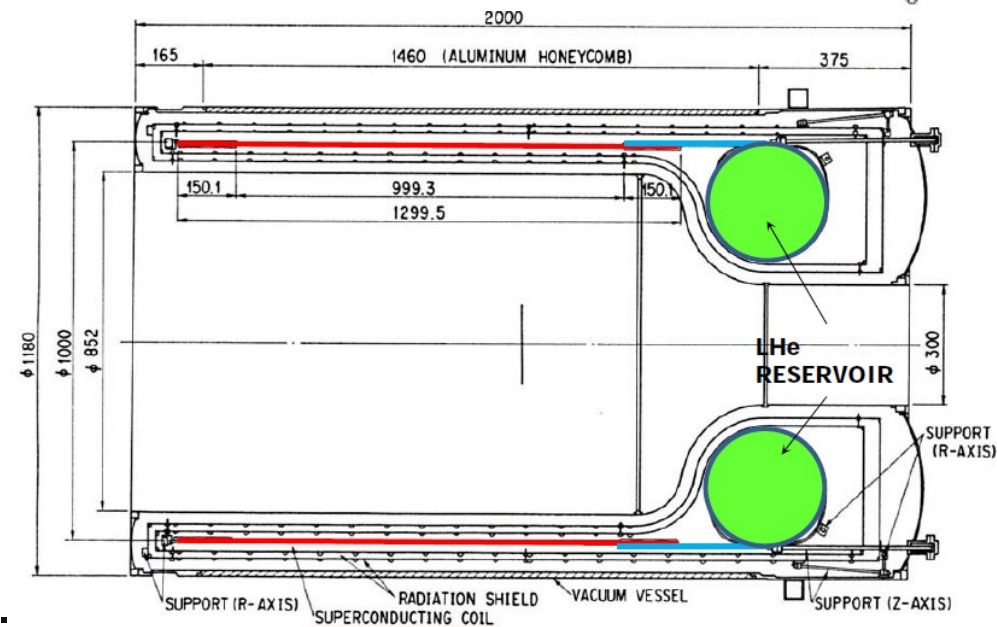 2000
165
1460 (ALUMINUM HONEYCOMB)
375
150.1
999.3
150.1
1299.5
φ1180
φ1000
φ852
φ300
LHe
RESERVOIR
SUPPORT
(R-AXIS)
SUPPORT (R-AXIS)
RADIATION SHIELD
SUPERCONDUCTING COIL
VACUUM VESSEL
SUPPORT (Z-AXIS)